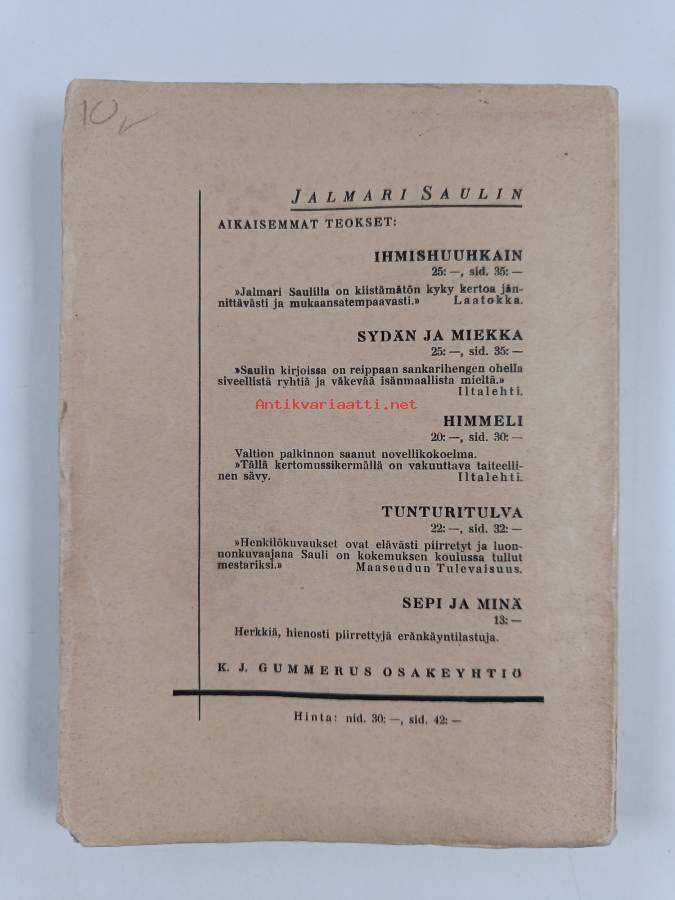 10,
JALMARI SAULIN
AIKAISEMMAT TEOKSET:
IHMISHUUHKAIN
25: —, sid. 35: —
»Jalmari Saulilla on kiistämätön kyky kertoa jän-
nittävästi ja mukaansatempaavasti.» Laatokka.
SYDÄN JA MIEKKA
25: —, sid. 35: —
»Saulin kirjoissa on reippaan sankarihengen ohella
siveellistä ryhtiä ja väkevää isänmaallista mieltä.»
Iltalehti.
Antikvariaatti.net
HIMMELI
20: —, sid. 30: —
Valtion palkinnon saanut novellikokoelma.
»Tällä kertomussikermällä on vakuuttava taiteelli-
nen sävy. Iltalehti.
TUNTURITULVA
22: —, sid. 32: —
»Henkilökuvaukset ovat elävästi piirretyt ja luon-
nonkuvaajana Sauli on kokemuksen koulussa tullut
mestariksi.» Maaseudun Tulevaisuus.
SEPI JA MINÄ
13: —
Herkkiä, hienosti piirrettyjä eränkäyntilastuja.
K. J. GUMMERUS OSAKEYHTIÖ
Hinta: nid. 30: —, sid. 42: —